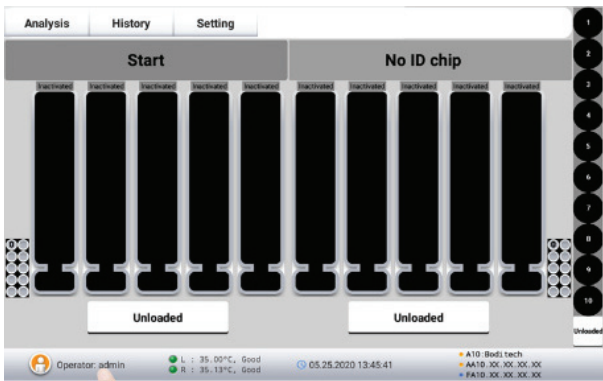 Analysis History Setting
Start No ID chip
Inactivated Inactivated Inactivated Inactivated Inactivated Inactivated Inactivated Inactivated Inactivated Inactivated
0 0
Unloaded Unloaded
1
2
3
4
5
6
7
8
9
10
Unloaded
Operator: admin
L : 35.00°C, Good
R : 35.13°C, Good
05.25.2020 13:45:41
A10:Boditech
AA10.XX.XX.XX.XX
FA10.XX.XX.XX.XX